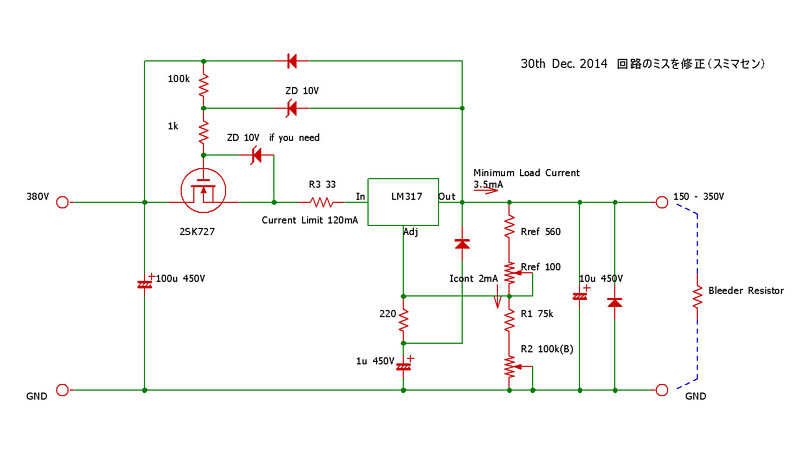 30th Dec. 2014 回路のミスを修正(スミマセン)
100k
ZD 10V
1k
ZD 10V if you need
Minimum Load Current
3.5mA
R3 33
In
LM317
Out
380V
150 - 350V
Current Limit 120mA
2SK727
Adj
Rref 560
Rref 100
Icont 2mA
100u 450V
10u 450V
Bleeder Resistor
220
R1 75k
R2 100k(B)
1u 450V
GND
GND